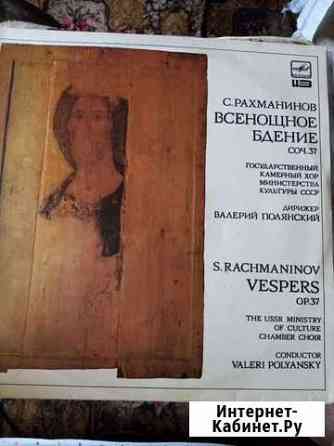 С.РАХМАНИНОВ
ВСЕНОЩНОЕ
БДЕНИЕ
СОЧ.37
ГОСУДАРСТВЕННЫЙ
КАМЕРНЫЙ ХОР
МИНИСТЕРСТВА
КУЛЬТУРЫ СССР
ДИРИЖЕР
ВАЛЕРИЙ ПОЛЯНСКИЙ
S.RACHMANINOV
VESPERS
OP.37
THE USSR MINISTRY
OF CULTURE
CHAMBER CHOIR
CONDUCTOR
VALERI POLYANSKY
Интернет-
Кабинет.Ру